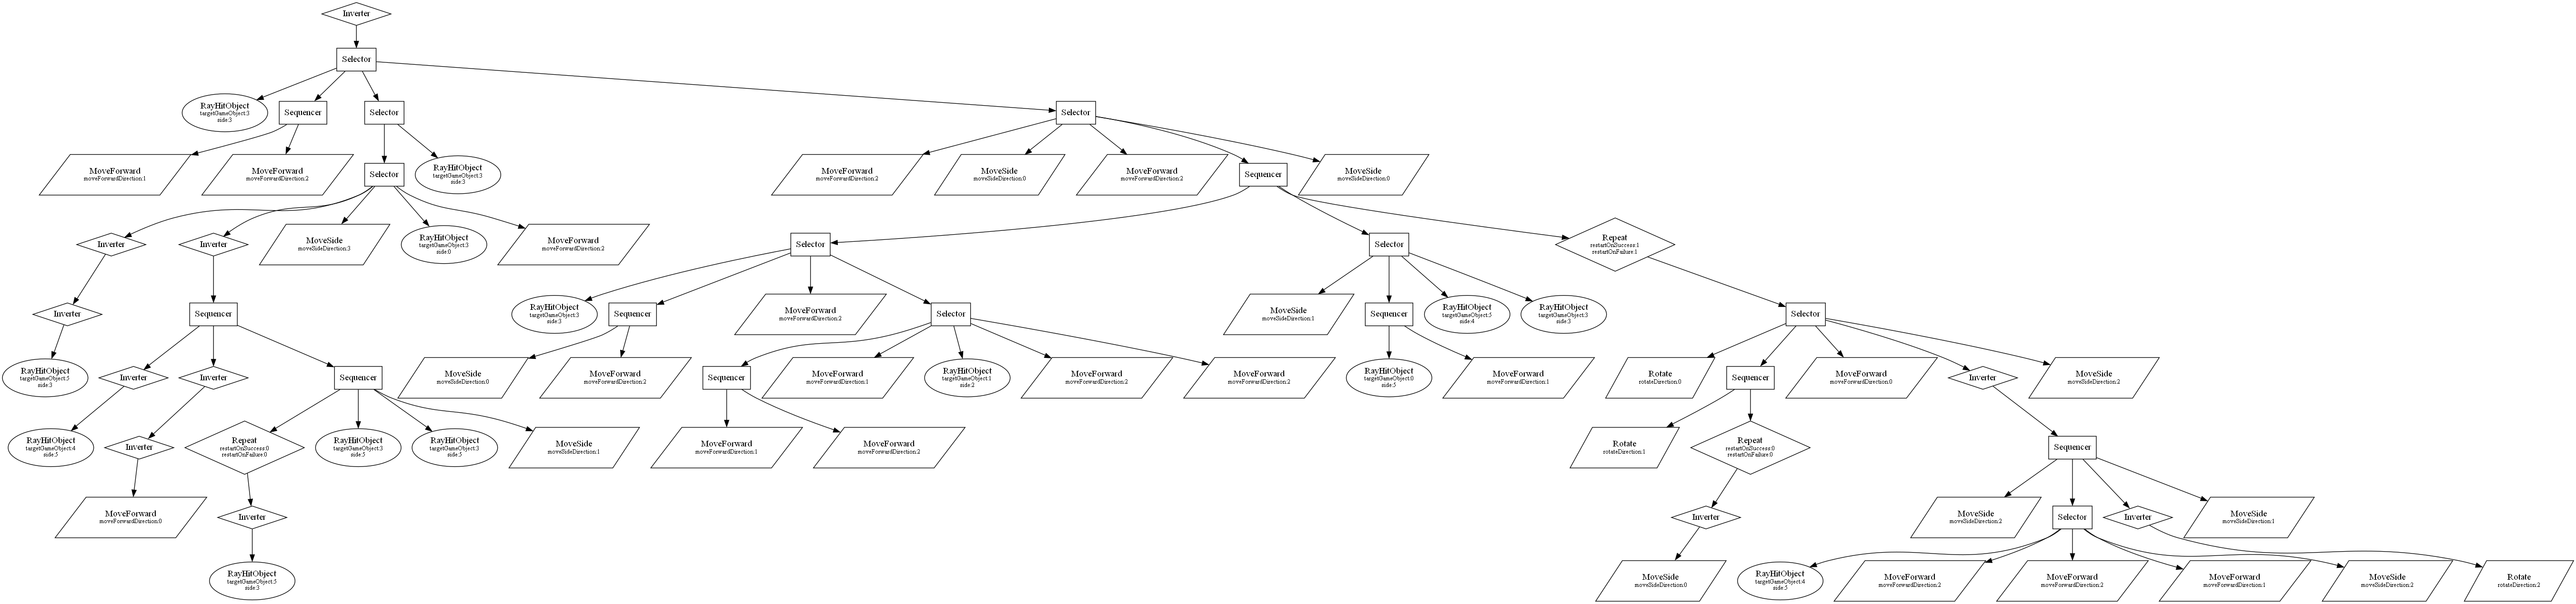 Inverter
Selector
RayHitObject
targetGameObject:3
side:3
Sequencer
Selector
Selector
MoveForward
moveForwardDirection:1
MoveForward
moveForwardDirection:2
Selector
RayHitObject
targetGameObject:3
side:3
MoveForward
moveForwardDirection:2
MoveSide
moveSideDirection:0
MoveForward
moveForwardDirection:2
Sequencer
MoveSide
moveSideDirection:0
Inverter
Inverter
MoveSide
moveSideDirection:3
RayHitObject
targetGameObject:3
side:0
MoveForward
moveForwardDirection:2
Selector
Selector
Repeat
restartOnSuccess:1
restartOnFailure:1
Inverter
Sequencer
RayHitObject
targetGameObject:3
side:3
Sequencer
MoveForward
moveForwardDirection:2
Selector
MoveSide
moveSideDirection:1
Sequencer
RayHitObject
targetGameObject:5
side:4
RayHitObject
targetGameObject:3
side:3
Selector
RayHitObject
targetGameObject:5
side:3
Inverter
Inverter
Sequencer
MoveSide
moveSideDirection:0
MoveForward
moveForwardDirection:2
Sequencer
MoveForward
moveForwardDirection:1
RayHitObject
targetGameObject:1
side:2
MoveForward
moveForwardDirection:2
MoveForward
moveForwardDirection:2
RayHitObject
targetGameObject:0
side:5
MoveForward
moveForwardDirection:1
Rotate
rotateDirection:0
Sequencer
MoveForward
moveForwardDirection:0
Inverter
MoveSide
moveSideDirection:2
RayHitObject
targetGameObject:4
side:5
Inverter
Repeat
restartOnSuccess:0
restartOnFailure:0
RayHitObject
targetGameObject:3
side:5
RayHitObject
targetGameObject:3
side:5
MoveSide
moveSideDirection:1
MoveForward
moveForwardDirection:1
MoveForward
moveForwardDirection:2
Rotate
rotateDirection:1
Repeat
restartOnSuccess:0
restartOnFailure:0
Sequencer
MoveForward
moveForwardDirection:0
Inverter
Inverter
MoveSide
moveSideDirection:2
Selector
Inverter
MoveSide
moveSideDirection:1
RayHitObject
targetGameObject:5
side:3
MoveSide
moveSideDirection:0
RayHitObject
targetGameObject:4
side:5
MoveForward
moveForwardDirection:2
MoveForward
moveForwardDirection:2
MoveForward
moveForwardDirection:1
MoveSide
moveSideDirection:2
Rotate
rotateDirection:2